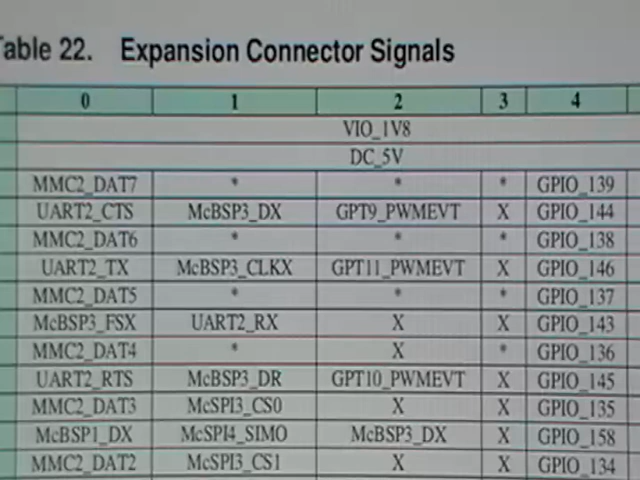 Table 22. Expansion Connector Signals
0 1 2 3 4
VIO_1V8
DC_5V
MMC2_DAT7 * * * GPIO_139
UART2_CTS McBSP3_DX GPT9_PWMEVT X GPIO_144
MMC2_DAT6 * * * GPIO_138
UART2_TX McBSP3_CLKX GPT11_PWMEVT X GPIO_146
MMC2_DAT5 * * * GPIO_137
McBSP3_FSX UART2_RX X X GPIO_143
MMC2_DAT4 * X * GPIO_136
UART2_RTS McBSP3_DR GPT10_PWMEVT X GPIO_145
MMC2_DAT3 McSPI3_CS0 X X GPIO_135
McBSP1_DX McSPI4_SIMO McBSP3_DX X GPIO_158
MMC2_DAT2 McSPI3_CS1 X X GPIO_134